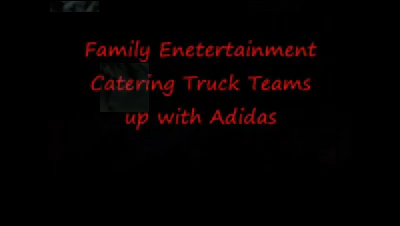 Family Enetertainment
Catering Truck Teams
up with Adidas